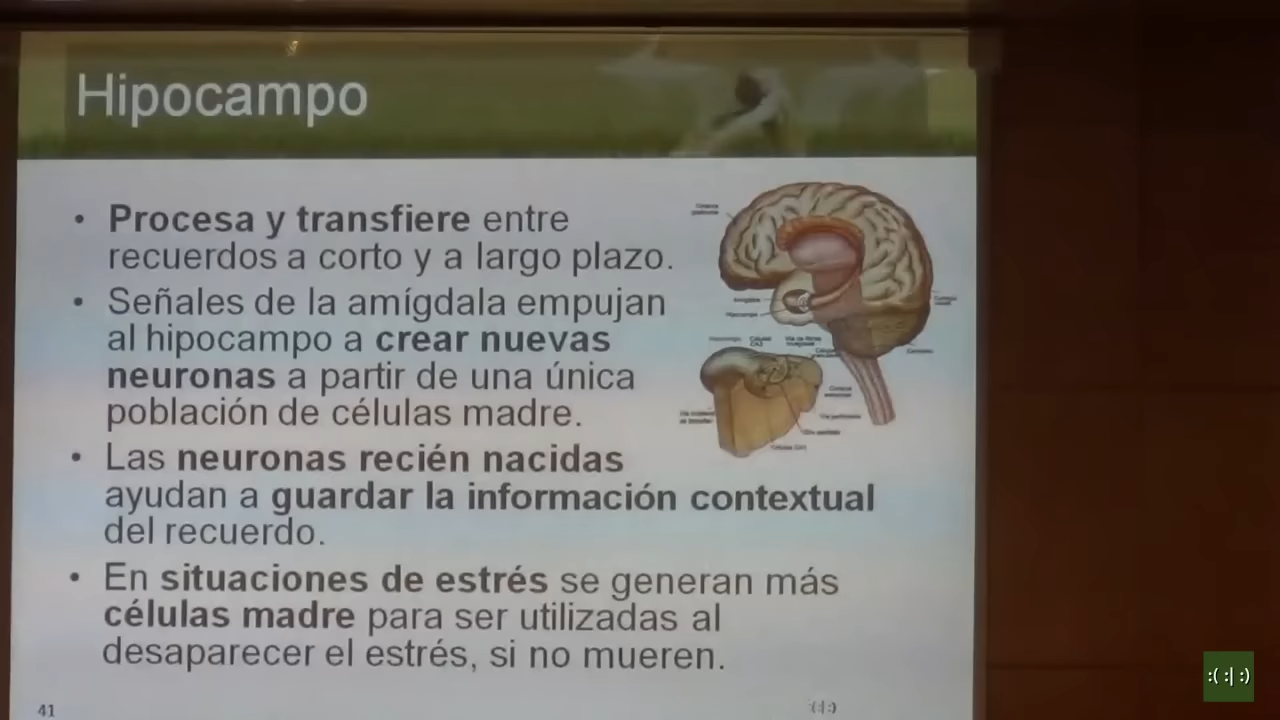 Hipocampo
• Procesa y transfiere entre
recuerdos a corto y a largo plazo.
• Señales de la amígdala empujan
al hipocampo a crear nuevas
neuronas a partir de una única
población de células madre.
• Las neuronas recién nacidas
ayudan a guardar la información contextual
del recuerdo.
• En situaciones de estrés se generan más
células madre para ser utilizadas al
desaparecer el estrés, si no mueren.
Amígdala
Hipocampo
41
:( :| :)
:( :| :)